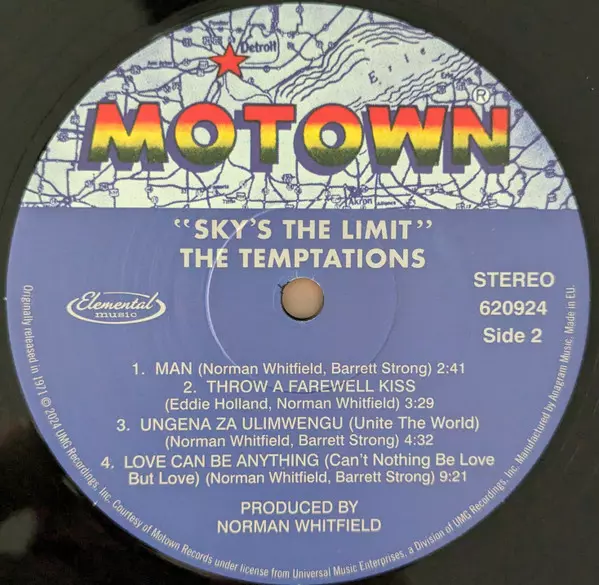 Detroit
Erie
Akron
MOTOWN®
"SKY'S THE LIMIT"
THE TEMPTATIONS
Elemental
music
STEREO
620924
Side 2
1. MAN (Norman Whitfield, Barrett Strong) 2:41
2. THROW A FAREWELL KISS
(Eddie Holland, Norman Whitfield) 3:29
3. UNGENA ZA ULIMWENGU (Unite The World)
(Norman Whitfield, Barrett Strong) 4:32
4. LOVE CAN BE ANYTHING (Can't Nothing Be Love
But Love) (Norman Whitfield, Barrett Strong) 9:21
PRODUCED BY
NORMAN WHITFIELD
Originally released in 1971 © 2024 UMG Recordings, Inc. Courtesy of Motown Records under license from Universal Music Enterprises, a Division of UMG Recordings, Inc. Manufactured by Anagram Music. Made in EU.